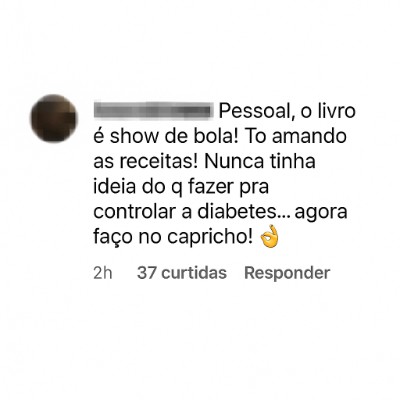 Pessoal, o livro
é show de bola! To amando
as receitas! Nunca tinha
ideia do q fazer pra
controlar a diabetes... agora
faço no capricho! 👌
2h 37 curtidas Responder